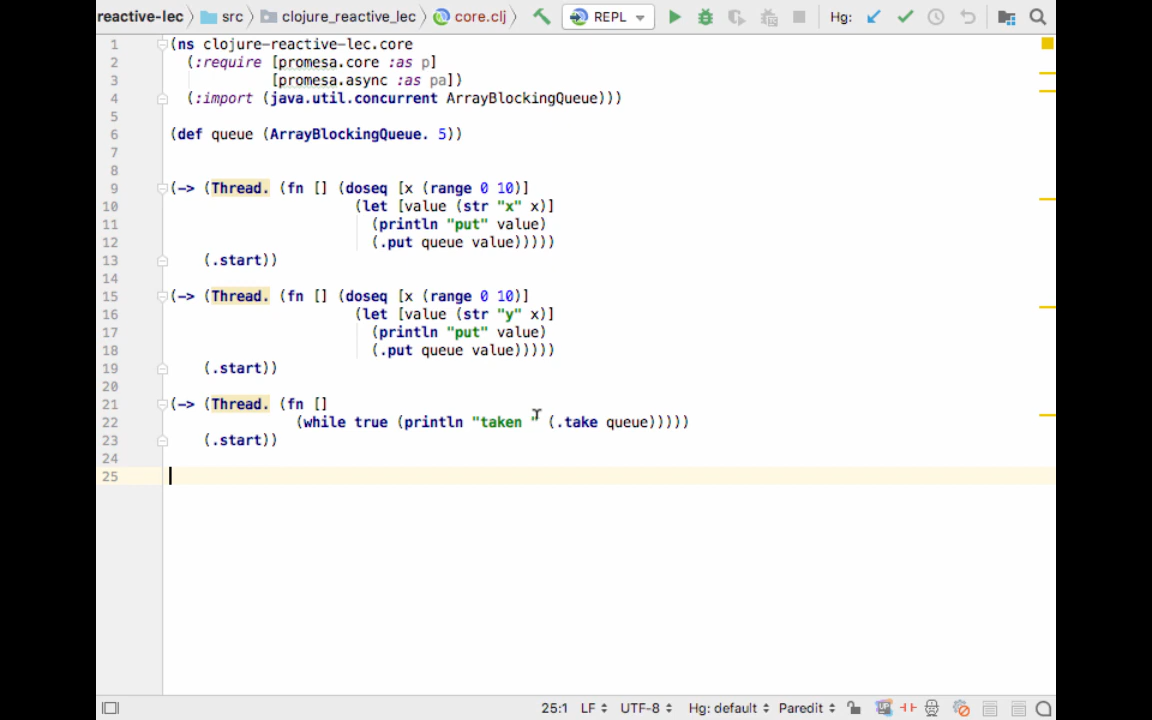 reactive-lec src clojure_reactive_lec core.clj REPL Hg:
1 (ns clojure-reactive-lec.core
2 (:require [promesa.core :as p]
3 [promesa.async :as pa])
4 (:import (java.util.concurrent ArrayBlockingQueue)))
5
6 (def queue (ArrayBlockingQueue. 5))
7
8
9 (-> (Thread. (fn [] (doseq [x (range 0 10)]
10 (let [value (str "x" x)]
11 (println "put" value)
12 (.put queue value)))))
13 (.start))
14
15 (-> (Thread. (fn [] (doseq [x (range 0 10)]
16 (let [value (str "y" x)]
17 (println "put" value)
18 (.put queue value)))))
19 (.start))
20
21 (-> (Thread. (fn []
22 (while true (println "taken " (.take queue)))))
23 (.start))
24
25
25:1 LF UTF-8 Hg: default Paredit